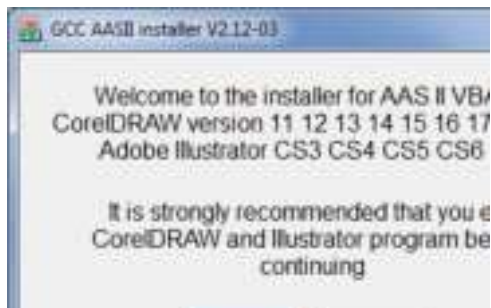 GCC AASII installer V2.12-03
Welcome to the installer for AAS II VBA
CorelDRAW version 11 12 13 14 15 16 17
Adobe Illustrator CS3 CS4 CS5 CS6
It is strongly recommended that you e
CorelDRAW and Illustrator program be
continuing